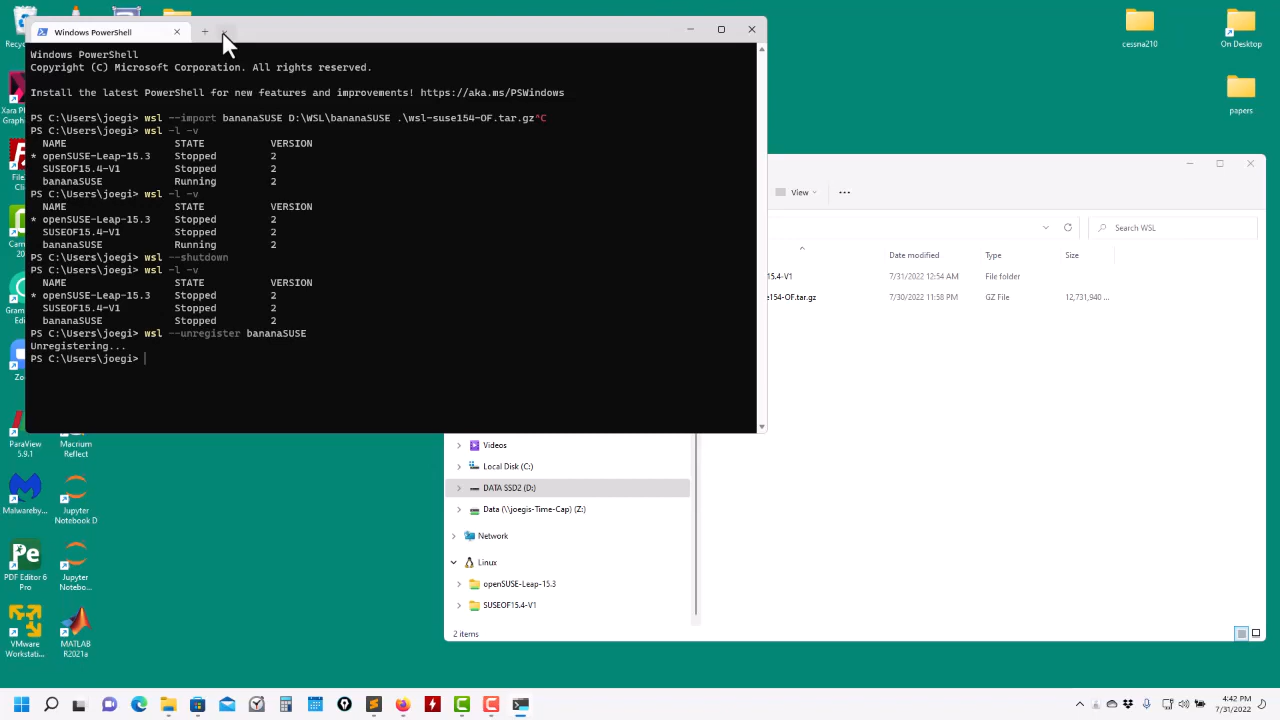 Windows PowerShell
Windows PowerShell
Copyright (C) Microsoft Corporation. All rights reserved.
Install the latest PowerShell for new features and improvements! https://aka.ms/PSWindows
PS C:\Users\joegi> wsl --import bananaSUSE D:\WSL\bananaSUSE .\wsl-suse154-OF.tar.gz^C
PS C:\Users\joegi> wsl -l -v
NAME STATE VERSION
* openSUSE-Leap-15.3 Stopped 2
SUSEOF15.4-V1 Stopped 2
bananaSUSE Running 2
PS C:\Users\joegi> wsl -l -v
NAME STATE VERSION
* openSUSE-Leap-15.3 Stopped 2
SUSEOF15.4-V1 Stopped 2
bananaSUSE Running 2
PS C:\Users\joegi> wsl --shutdown
PS C:\Users\joegi> wsl -l -v
NAME STATE VERSION
* openSUSE-Leap-15.3 Stopped 2
SUSEOF15.4-V1 Stopped 2
bananaSUSE Stopped 2
PS C:\Users\joegi> wsl --unregister bananaSUSE
Unregistering...
PS C:\Users\joegi>
cessna210
On Desktop
papers
View
Search WSL
Date modified Type Size
5.4-V1 7/31/2022 12:54 AM File folder
e154-OF.tar.gz 7/30/2022 11:58 PM GZ File 12,731,940 ...
Videos
Local Disk (C:)
DATA SSD2 (D:)
Data (\\joegis-Time-Cap) (Z:)
Network
Linux
openSUSE-Leap-15.3
SUSEOF15.4-V1
2 items
ParaView
5.9.1
Macrium
Reflect
Malwareby...
Jupyter
Notebook D
PDF Editor 6
Pro
Jupyter
Notebo...
VMware
Workstati...
MATLAB
R2021a
4:42 PM
7/31/2022